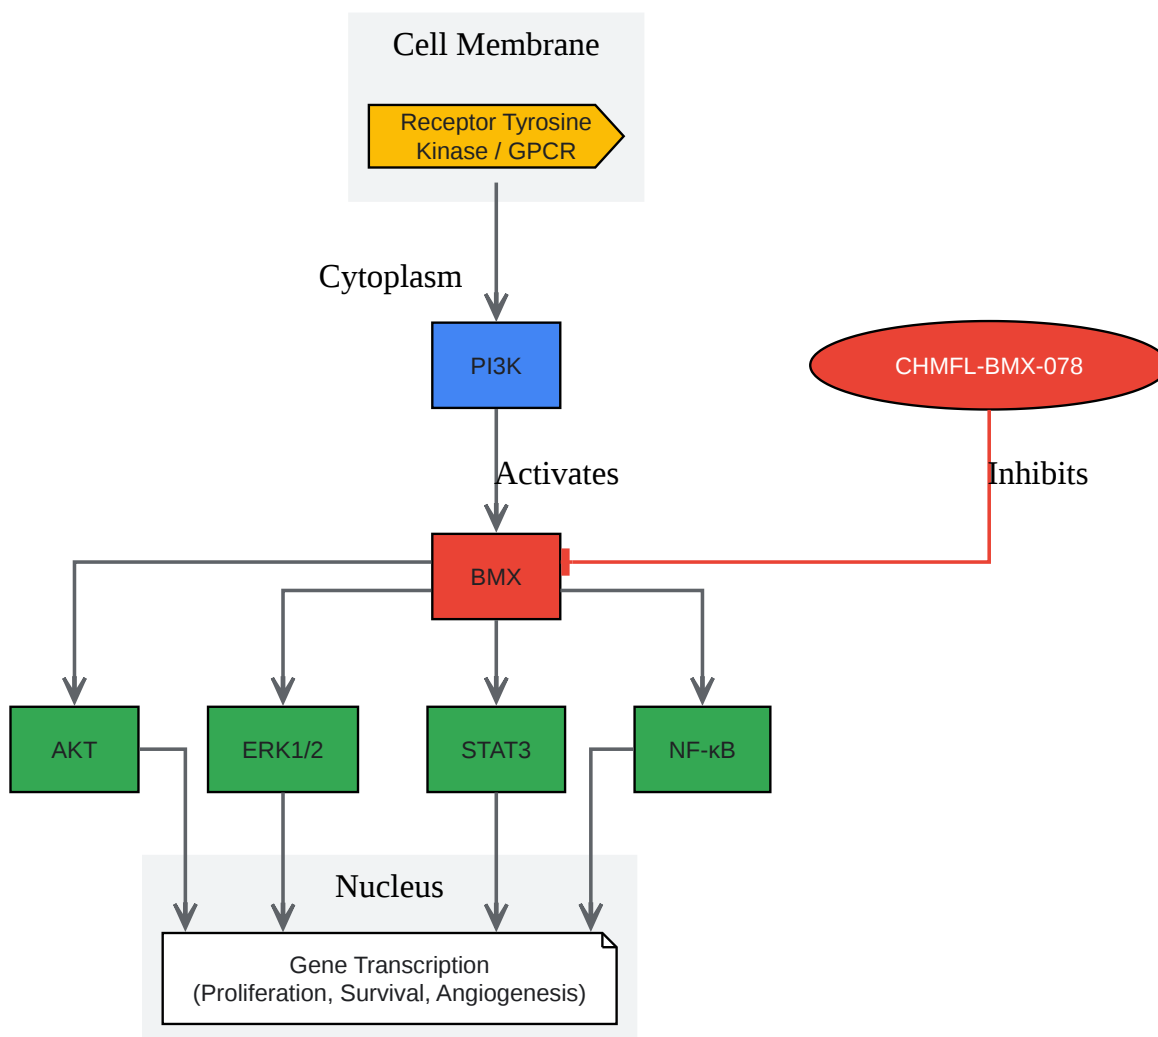 Cell Membrane
Receptor Tyrosine
Kinase / GPCR
Cytoplasm
PI3K
CHMFL-BMX-078
Activates
Inhibits
BMX
AKT
ERK1/2
STAT3
NF-κB
Nucleus
Gene Transcription
(Proliferation, Survival, Angiogenesis)